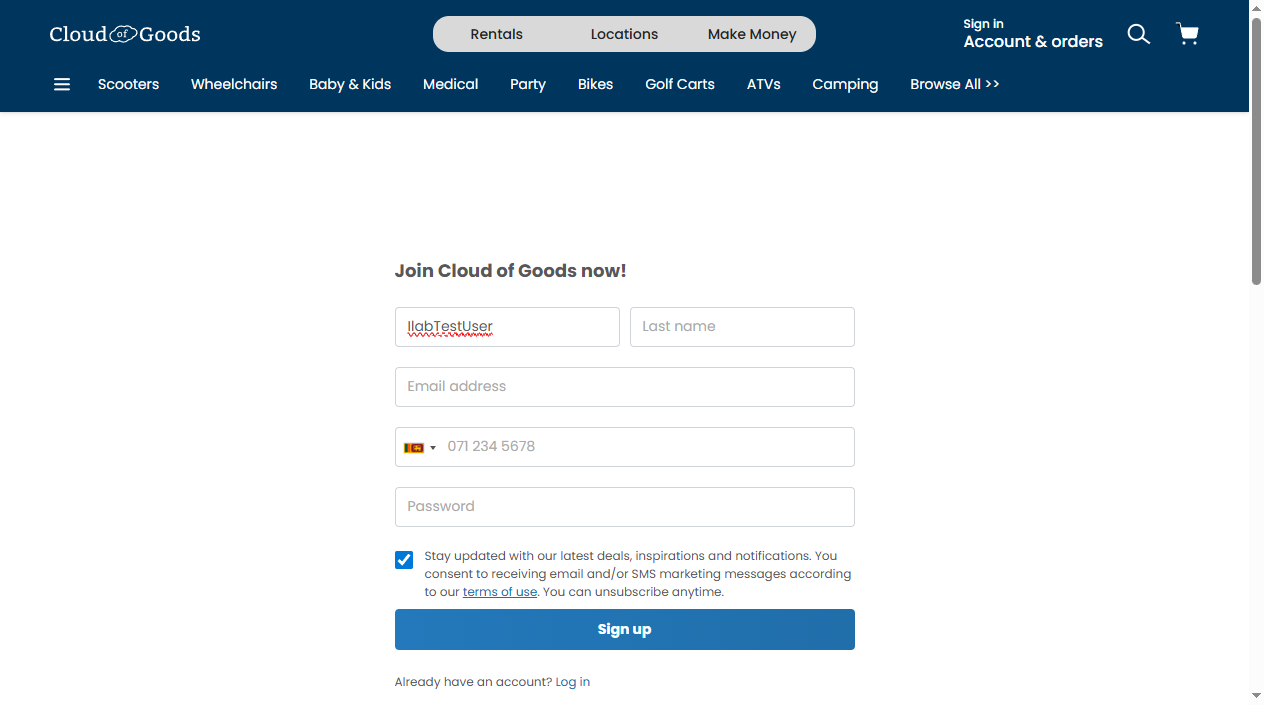 Cloud of Goods
Rentals Locations Make Money
Sign in
Account & orders
Scooters Wheelchairs Baby & Kids Medical Party Bikes Golf Carts ATVs Camping Browse All >>
Join Cloud of Goods now!
IlabTestUser Last name
Email address
071 234 5678
Password
Stay updated with our latest deals, inspirations and notifications. You
consent to receiving email and/or SMS marketing messages according
to our terms of use. You can unsubscribe anytime.
Sign up
Already have an account? Log in